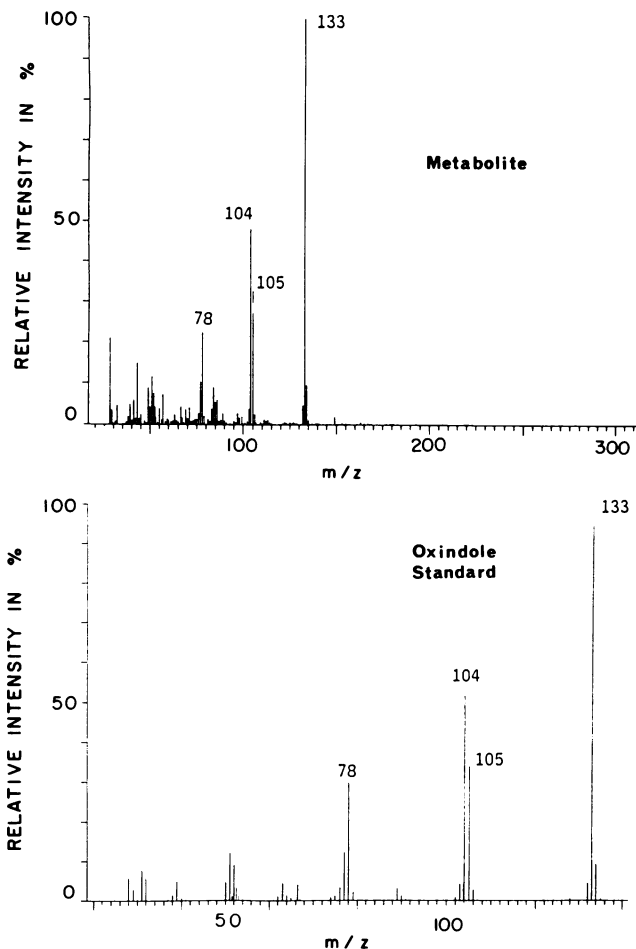 100
133
RELATIVE INTENSITY IN %
Metabolite
50
104
105
78
0
100
200
300
m/z
100
133
RELATIVE INTENSITY IN %
Oxindole
Standard
50
104
105
78
0
50
100
m/z